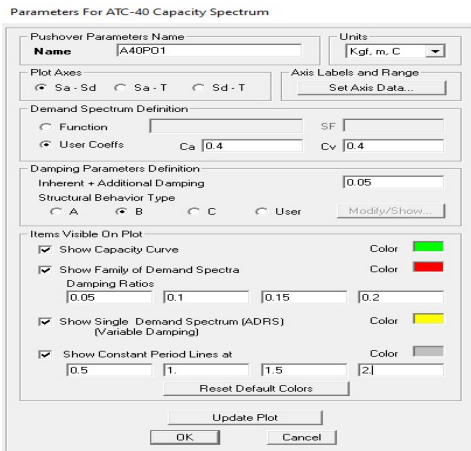 Parameters For ATC-40 Capacity Spectrum
Pushover Parameters Name
Name A40PO1
Units
Kgf, m, C
Plot Axes
Sa - Sd Sa - T Sd - T
Axis Labels and Range
Set Axis Data...
Demand Spectrum Definition
Function SF
User Coeffs Ca 0.4 Cv 0.4
Damping Parameters Definition
Inherent + Additional Damping 0.05
Structural Behavior Type
A B C User Modify/Show...
Items Visible On Plot
Show Capacity Curve Color
Show Family of Demand Spectra Color
Damping Ratios
0.05 0.1 0.15 0.2
Show Single Demand Spectrum (ADRS) Color
(Variable Damping)
Show Constant Period Lines at Color
0.5 1. 1.5 2.
Reset Default Colors
Update Plot
OK Cancel